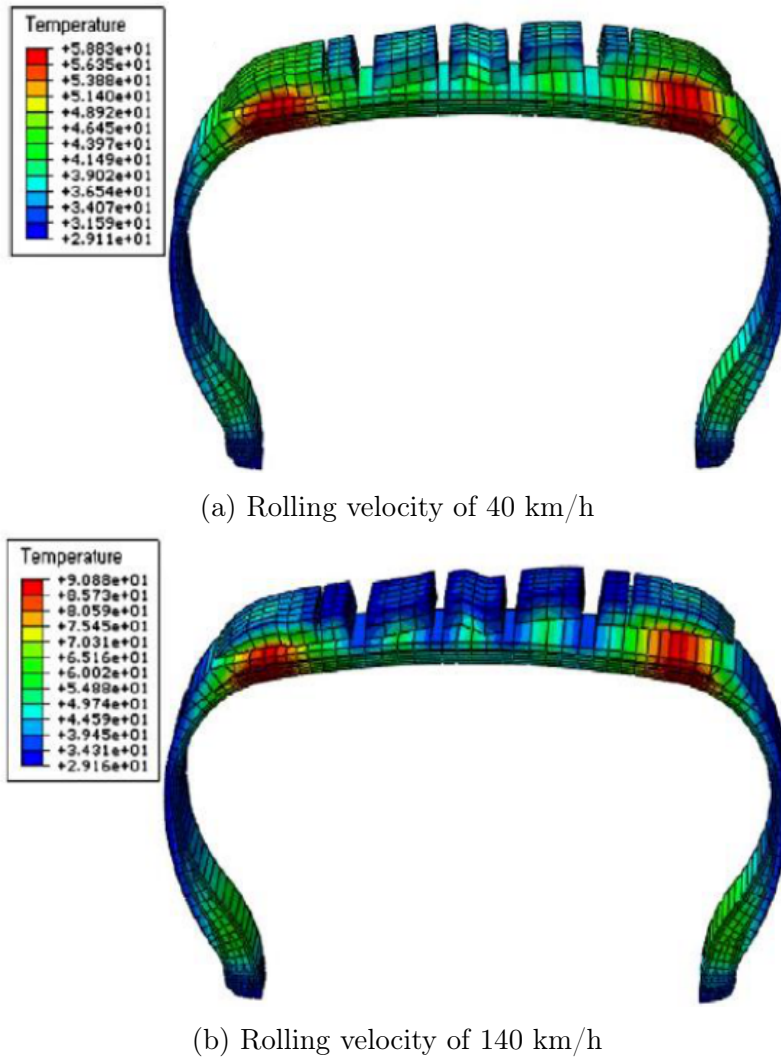 Temperature
+5.883e+01
+5.635e+01
+5.388e+01
+5.140e+01
+4.892e+01
+4.645e+01
+4.397e+01
+4.149e+01
+3.902e+01
+3.654e+01
+3.407e+01
+3.159e+01
+2.911e+01
(a) Rolling velocity of 40 km/h
Temperature
+9.088e+01
+8.573e+01
+8.059e+01
+7.545e+01
+7.031e+01
+6.516e+01
+6.002e+01
+5.488e+01
+4.974e+01
+4.459e+01
+3.945e+01
+3.431e+01
+2.916e+01
(b) Rolling velocity of 140 km/h